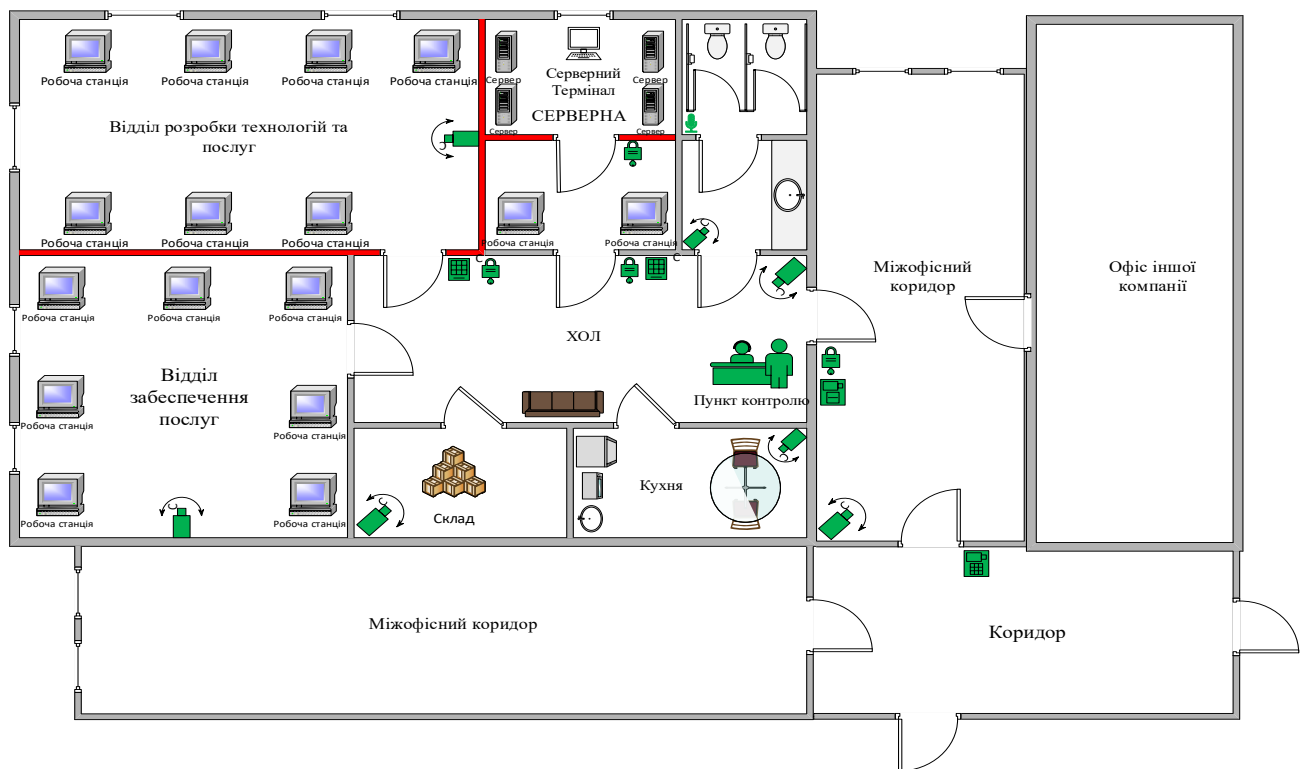 Робоча станція
Робоча станція
Робоча станція
Робоча станція
Відділ розробки технологій та
послуг
Робоча станція
Робоча станція
Робоча станція
Сервер
Сервер
Сервер
Сервер
Серверний
Термінал
СЕРВЕРНА
Робоча станція
Робоча станція
С
С
Робоча станція
Робоча станція
Робоча станція
Відділ
забеспечення
послуг
Робоча станція
Робоча станція
Робоча станція
Робоча станція
ХОЛ
Пункт контролю
Склад
Кухня
Міжофісний
коридор
Офіс іншої
компанії
Міжофісний коридор
Коридор